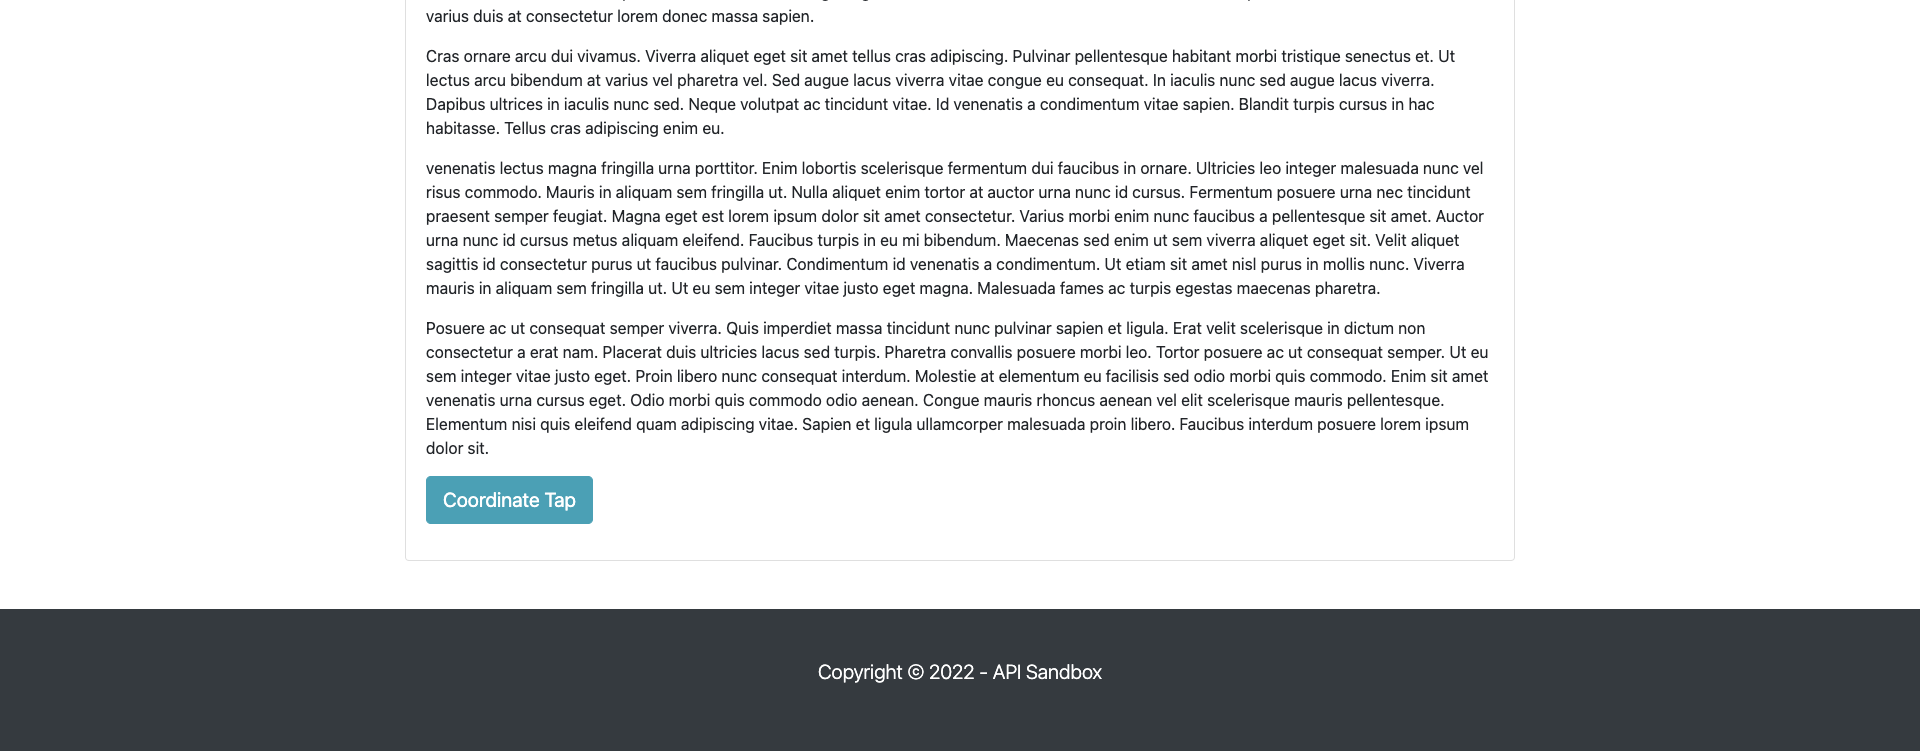 varius duis at consectetur lorem donec massa sapien.
Cras ornare arcu dui vivamus. Viverra aliquet eget sit amet tellus cras adipiscing. Pulvinar pellentesque habitant morbi tristique senectus et. Ut
lectus arcu bibendum at varius vel pharetra vel. Sed augue lacus viverra vitae congue eu consequat. In iaculis nunc sed augue lacus viverra.
Dapibus ultrices in iaculis nunc sed. Neque volutpat ac tincidunt vitae. Id venenatis a condimentum vitae sapien. Blandit turpis cursus in hac
habitasse. Tellus cras adipiscing enim eu.
venenatis lectus magna fringilla urna porttitor. Enim lobortis scelerisque fermentum dui faucibus in ornare. Ultricies leo integer malesuada nunc vel
risus commodo. Mauris in aliquam sem fringilla ut. Nulla aliquet enim tortor at auctor urna nunc id cursus. Fermentum posuere urna nec tincidunt
praesent semper feugiat. Magna eget est lorem ipsum dolor sit amet consectetur. Varius morbi enim nunc faucibus a pellentesque sit amet. Auctor
urna nunc id cursus metus aliquam eleifend. Faucibus turpis in eu mi bibendum. Maecenas sed enim ut sem viverra aliquet eget sit. Velit aliquet
sagittis id consectetur purus ut faucibus pulvinar. Condimentum id venenatis a condimentum. Ut etiam sit amet nisl purus in mollis nunc. Viverra
mauris in aliquam sem fringilla ut. Ut eu sem integer vitae justo eget magna. Malesuada fames ac turpis egestas maecenas pharetra.
Posuere ac ut consequat semper viverra. Quis imperdiet massa tincidunt nunc pulvinar sapien et ligula. Erat velit scelerisque in dictum non
consectetur a erat nam. Placerat duis ultricies lacus sed turpis. Pharetra convallis posuere morbi leo. Tortor posuere ac ut consequat semper. Ut eu
sem integer vitae justo eget. Proin libero nunc consequat interdum. Molestie at elementum eu facilisis sed odio morbi quis commodo. Enim sit amet
venenatis urna cursus eget. Odio morbi quis commodo odio aenean. Congue mauris rhoncus aenean vel elit scelerisque mauris pellentesque.
Elementum nisi quis eleifend quam adipiscing vitae. Sapien et ligula ullamcorper malesuada proin libero. Faucibus interdum posuere lorem ipsum
dolor sit.
Coordinate Tap
Copyright © 2022 - API Sandbox